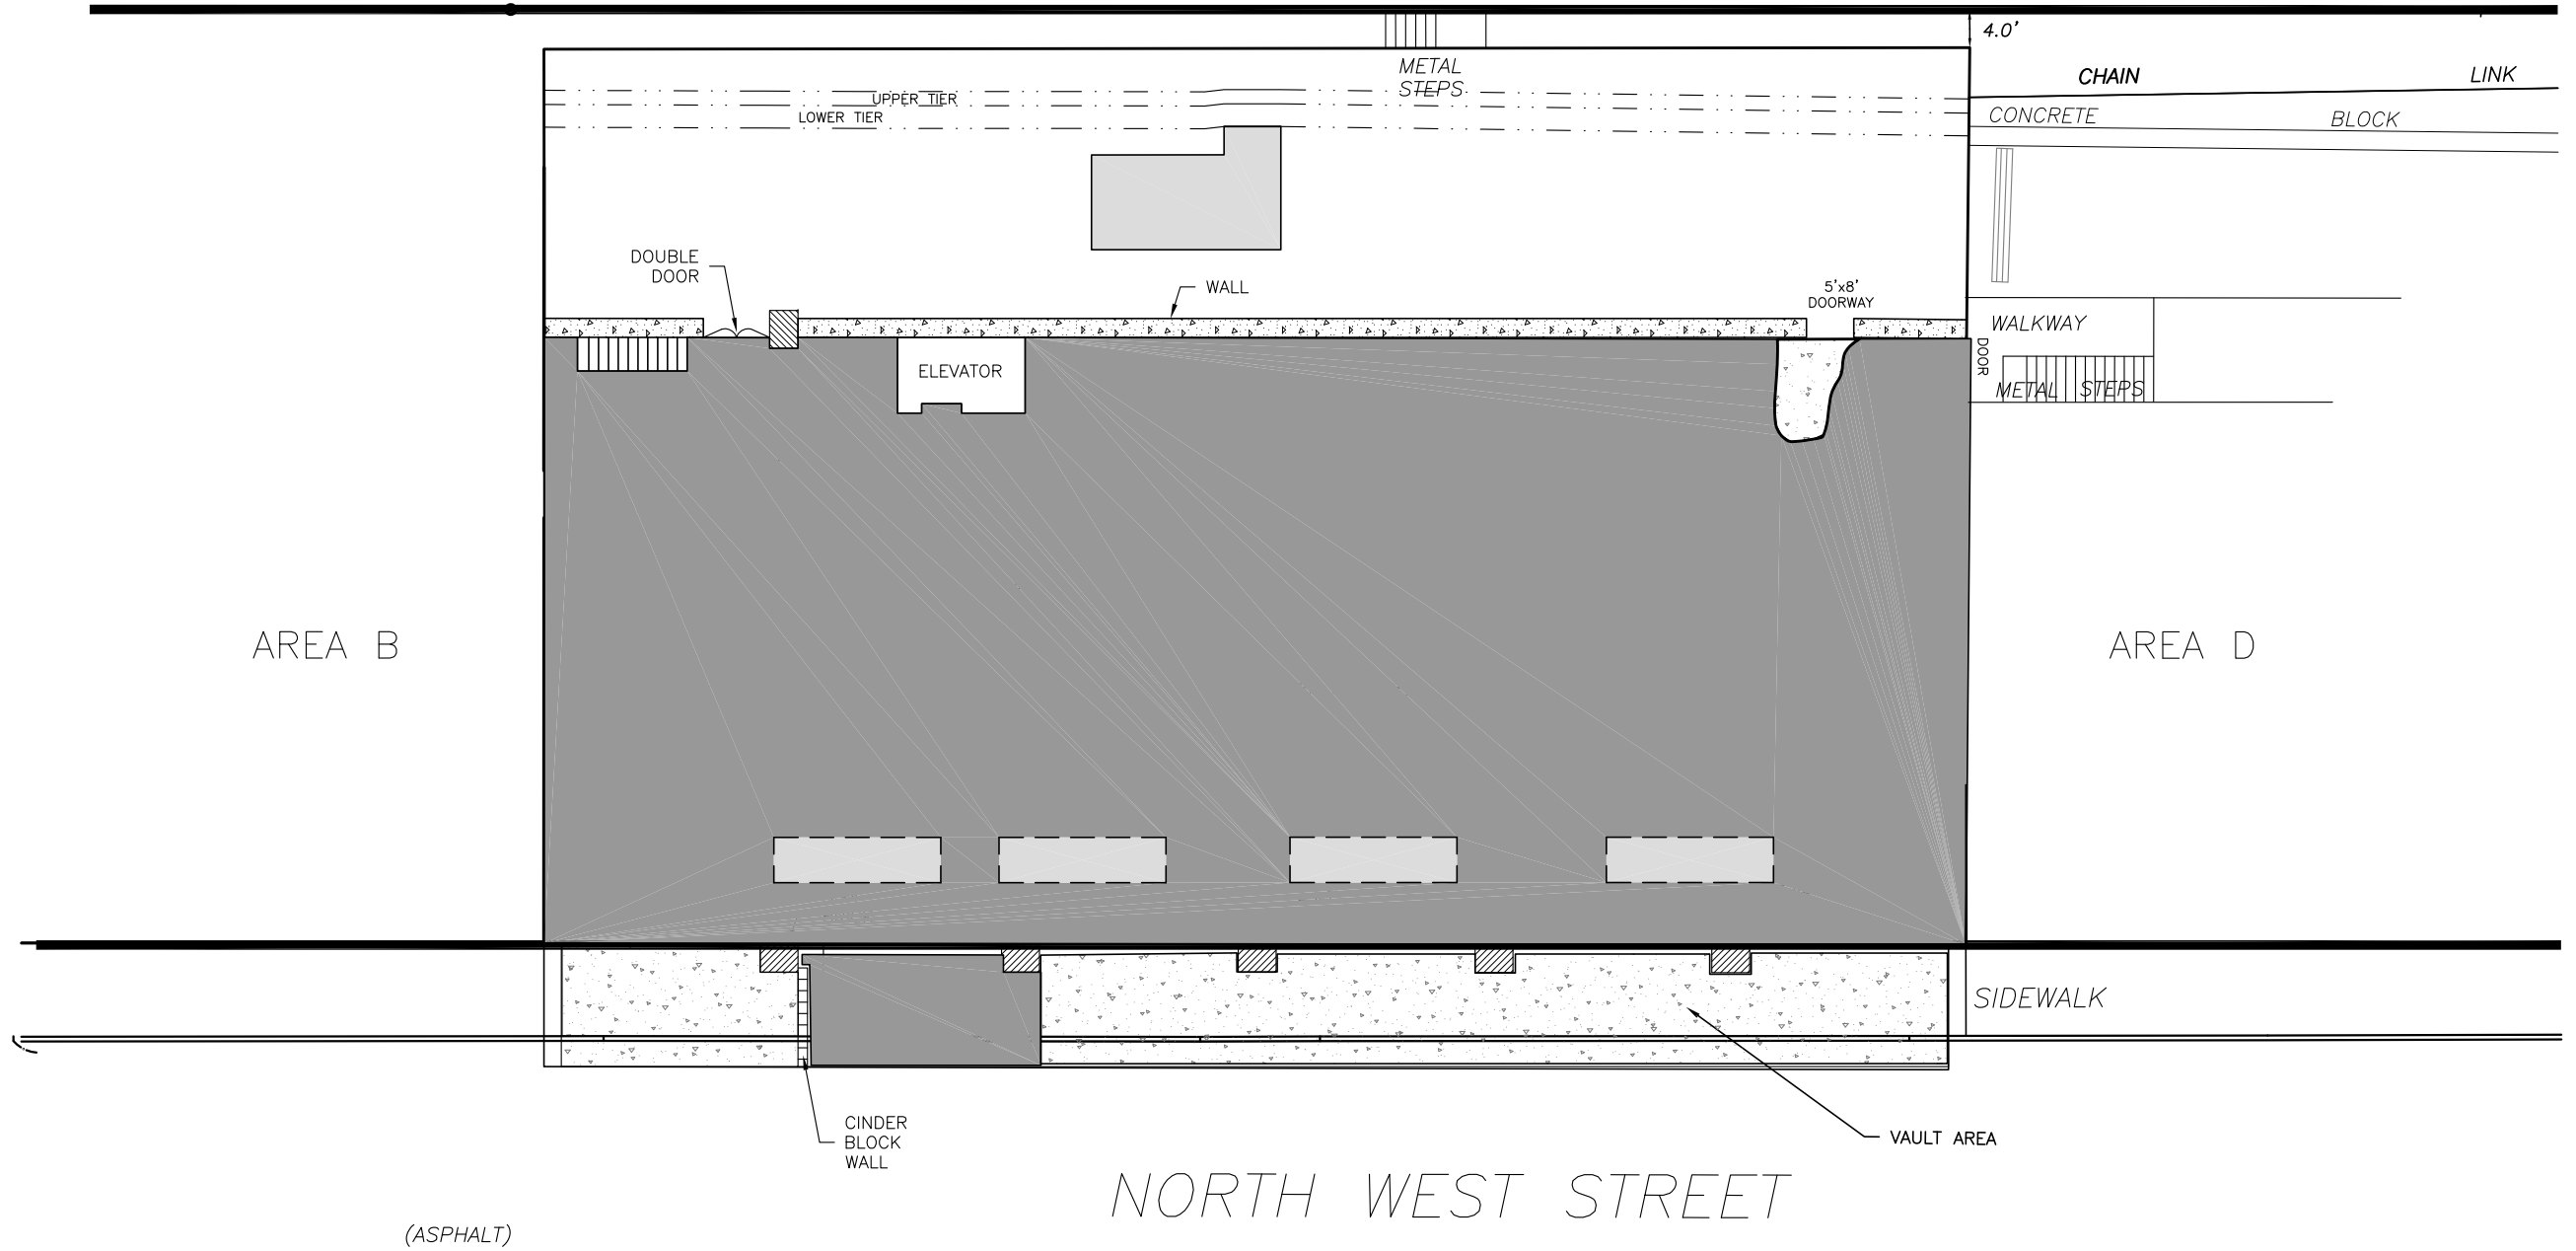 4.0'
METAL
STEPS
CHAIN LINK
UPPER TIER
LOWER TIER
CONCRETE BLOCK
DOUBLE
DOOR
WALL
5'x8'
DOORWAY
WALKWAY
DOOR
ELEVATOR
METAL STEPS
AREA B
AREA D
SIDEWALK
CINDER
BLOCK
WALL
VAULT AREA
NORTH WEST STREET
(ASPHALT)